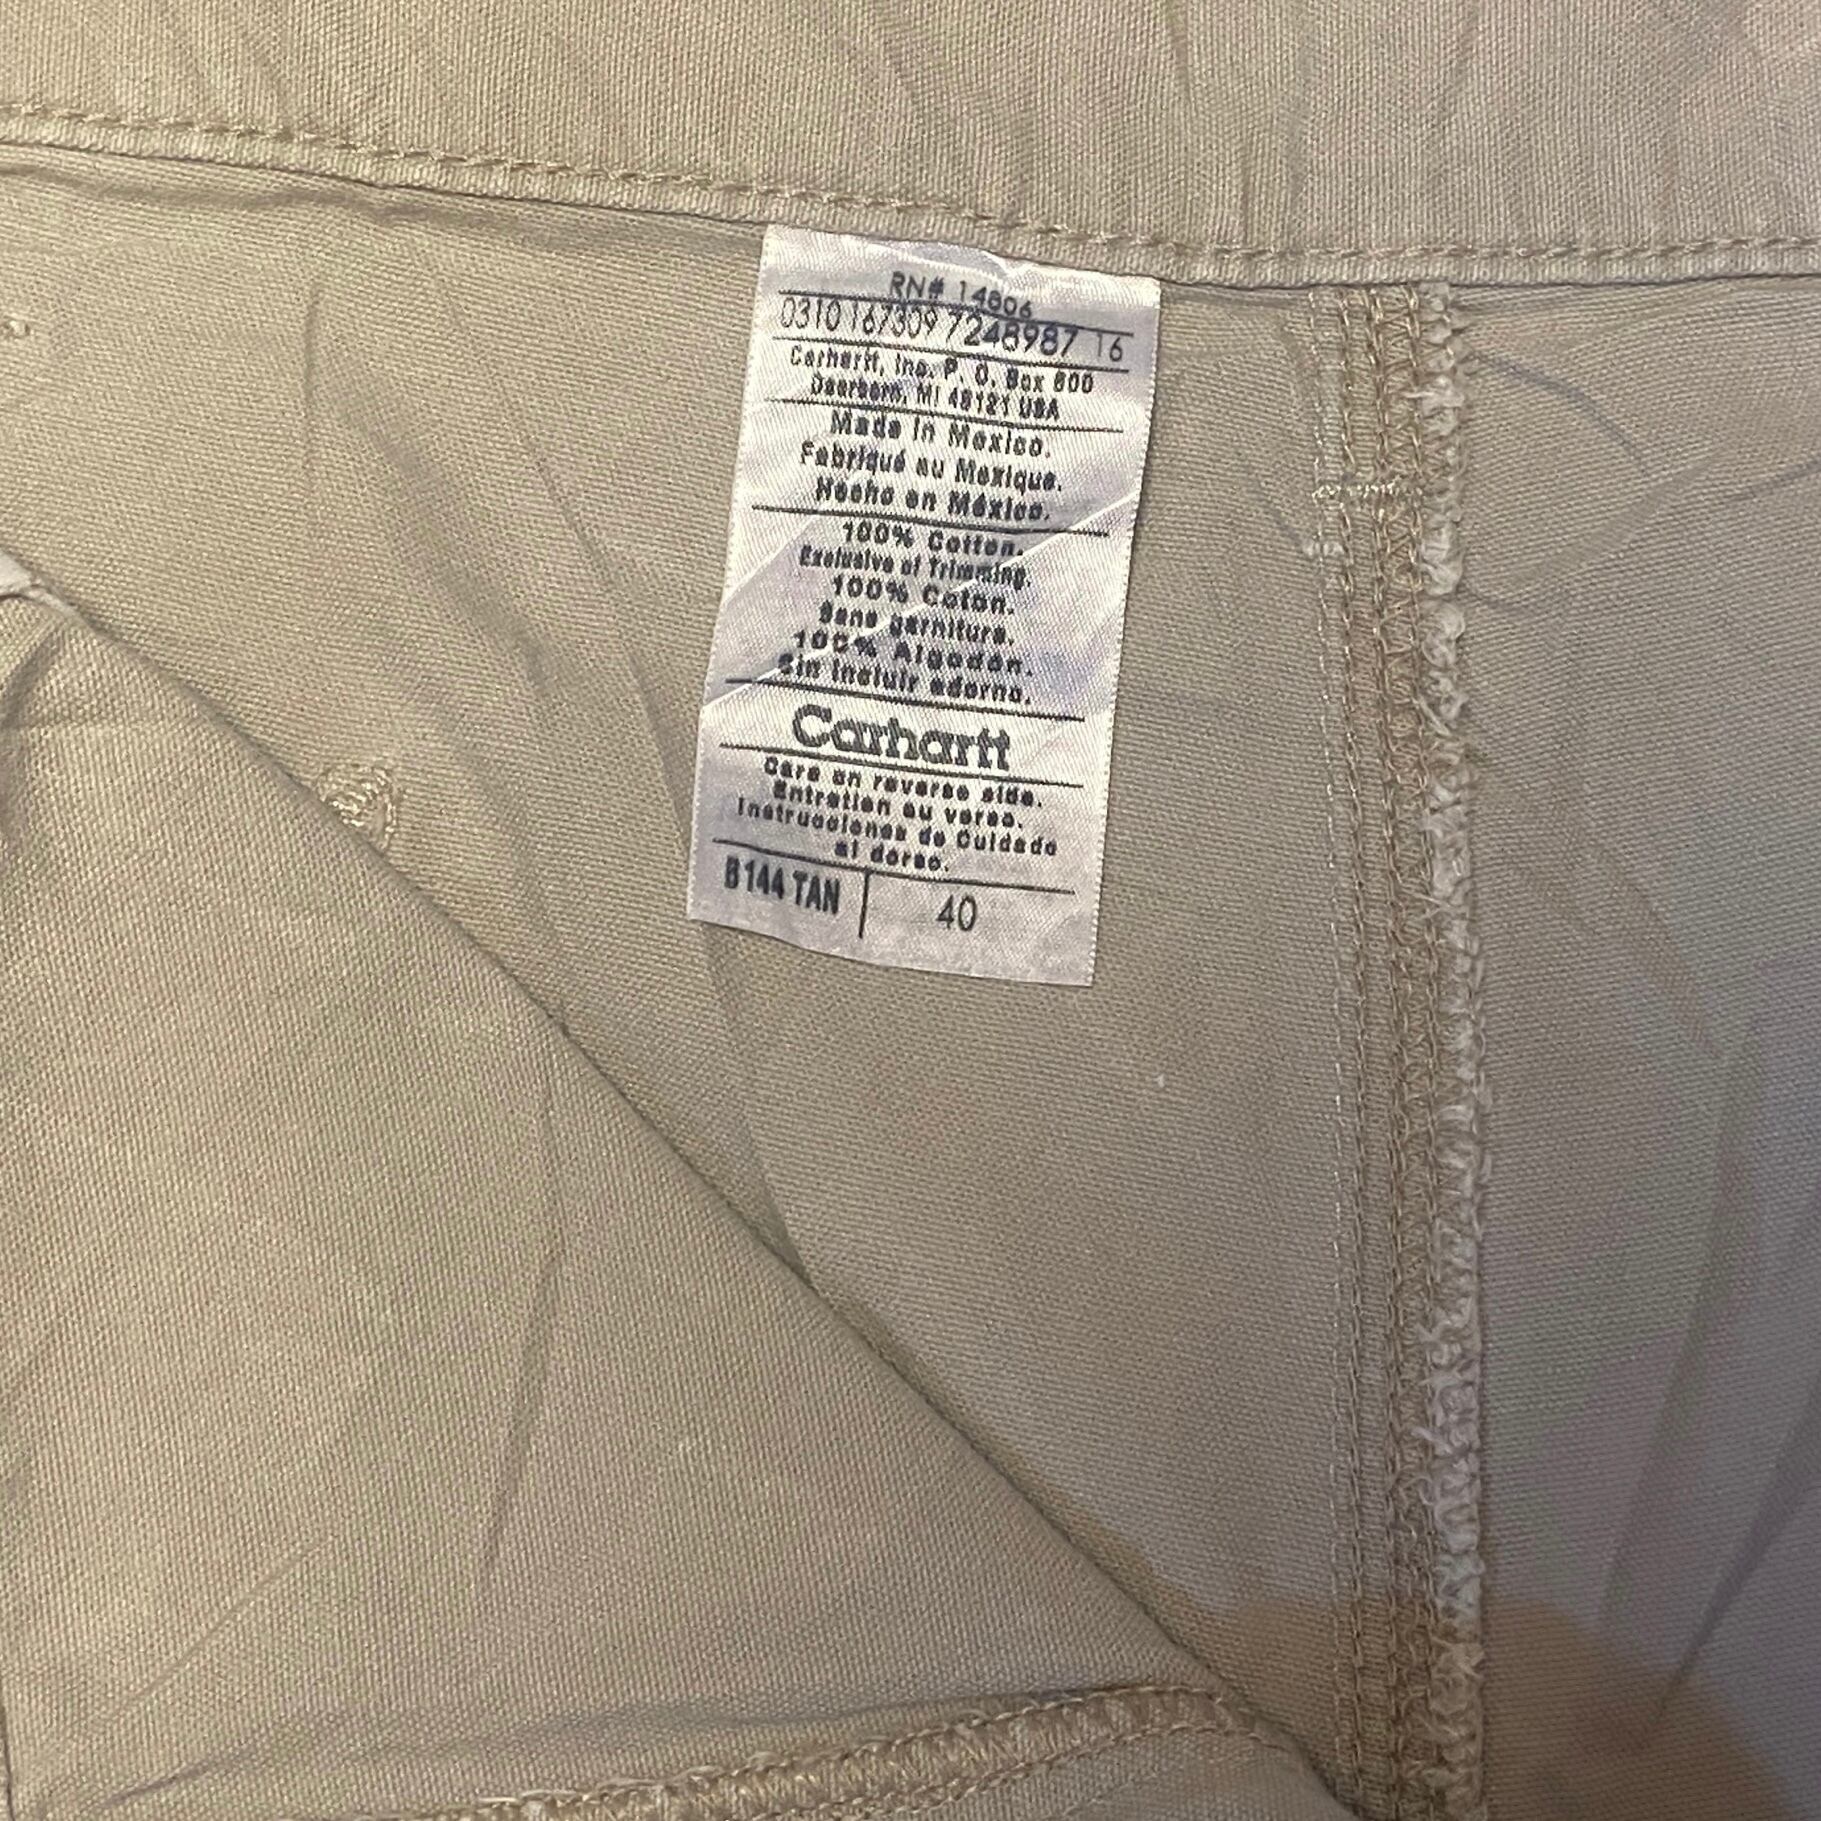 RN# 14806
0310 167309 7248987 16
Carhartt, Inc. P. O. Box 600
Dearborn, MI 48121 USA
Made in Mexico.
Fabriqué au Mexique.
Hecho en México.
100% Cotton.
Exclusive of Trimming.
100% Coton.
Sans garniture.
100% Algodón.
Sin incluir adorno.
Carhartt
Care on reverse side.
Entretien au verso.
Instrucciones de Cuidado
al dorso.
B144 TAN 40